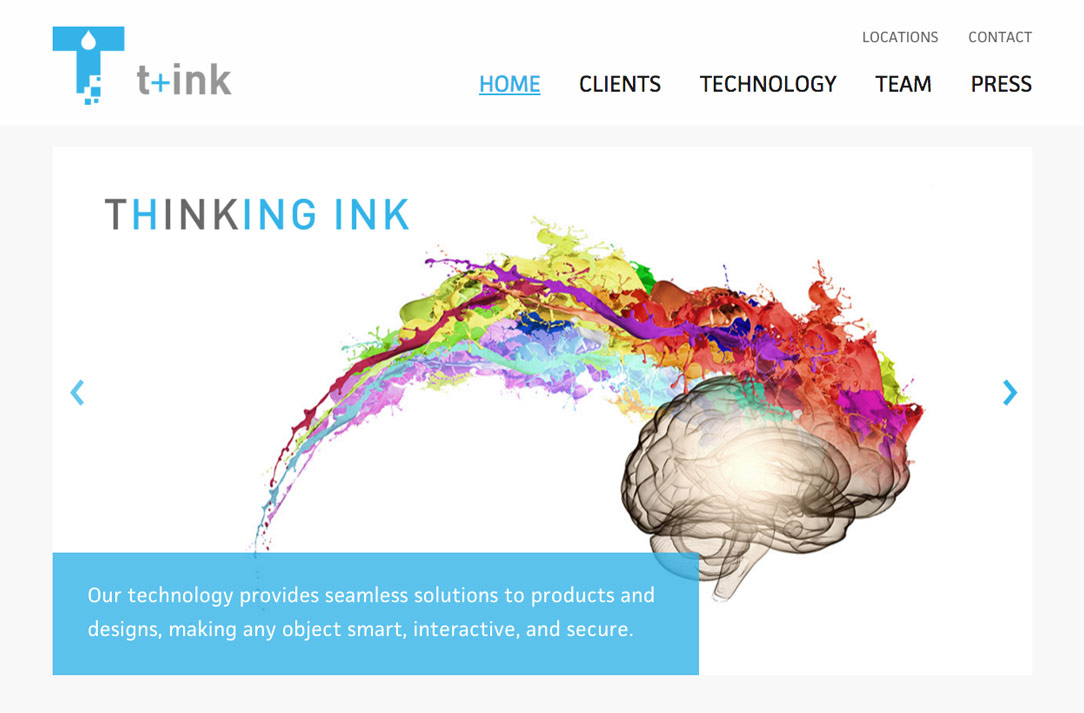 t+ink
LOCATIONS CONTACT
HOME CLIENTS TECHNOLOGY TEAM PRESS
THINKING INK
Our technology provides seamless solutions to products and
designs, making any object smart, interactive, and secure.